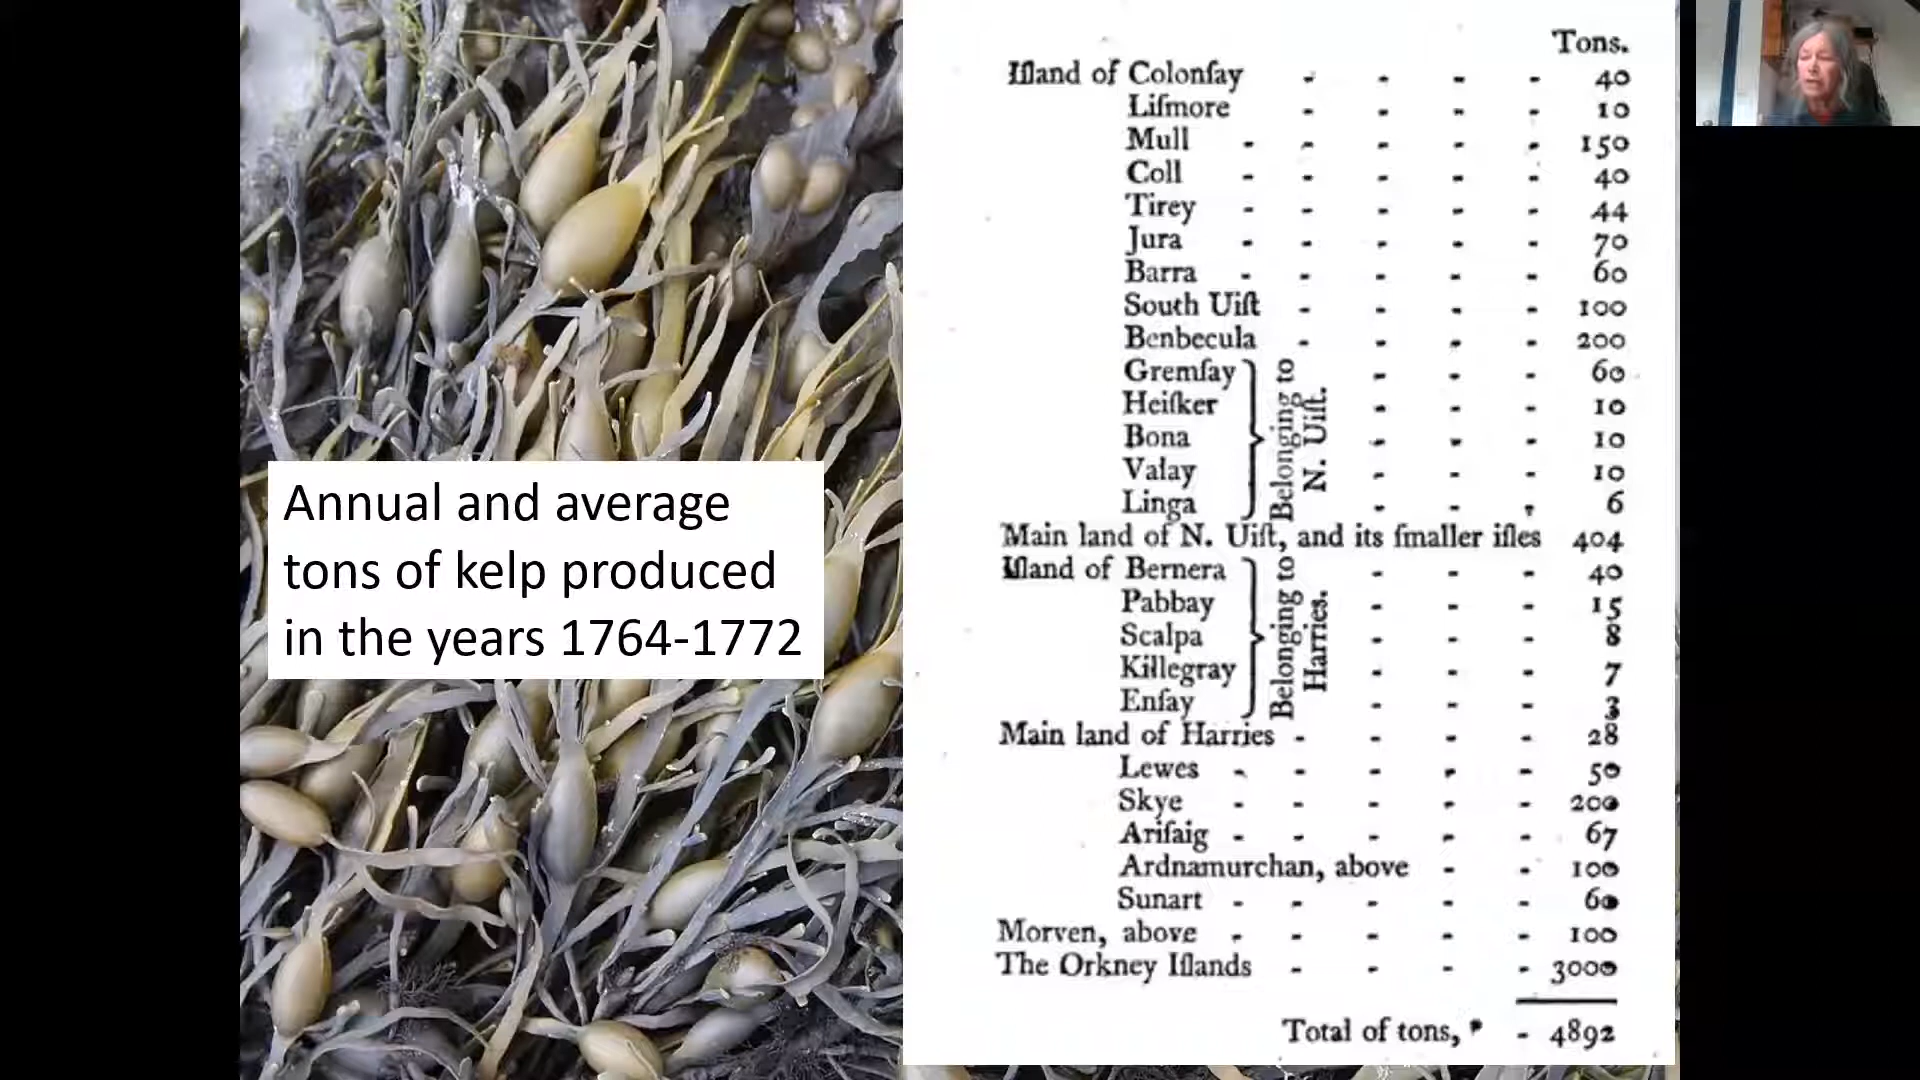 Annual and average
tons of kelp produced
in the years 1764-1772
Tons.
Iſland of Colonſay - - - - 40
Liſmore - - - - 10
Mull - - - - - 150
Coll - - - - - 40
Tirey - - - - - 44
Jura - - - - - 70
Barra - - - - - 60
South Uiſt - - - - 100
Benbecula - - - - 200
Gremſay - - - 60
Heiſker - - - 10
Bona - - - 10
Valay - - - 10
Linga - - - 6
Belonging to
N. Uiſt.
Main land of N. Uiſt, and its ſmaller iſles 404
Iſland of Bernera - - - 40
Pabbay - - - 15
Scalpa - - - 8
Killegray - - - 7
Enſay - - - 3
Belonging to
Harries.
Main land of Harries - - - - 28
Lewes - - - - - 50
Skye - - - - - 200
Ariſaig - - - - - 67
Ardnamurchan, above - - 100
Sunart - - - - - 60
Morven, above - - - - - 100
The Orkney Iſlands - - - - 3000
Total of tons, * - 4892